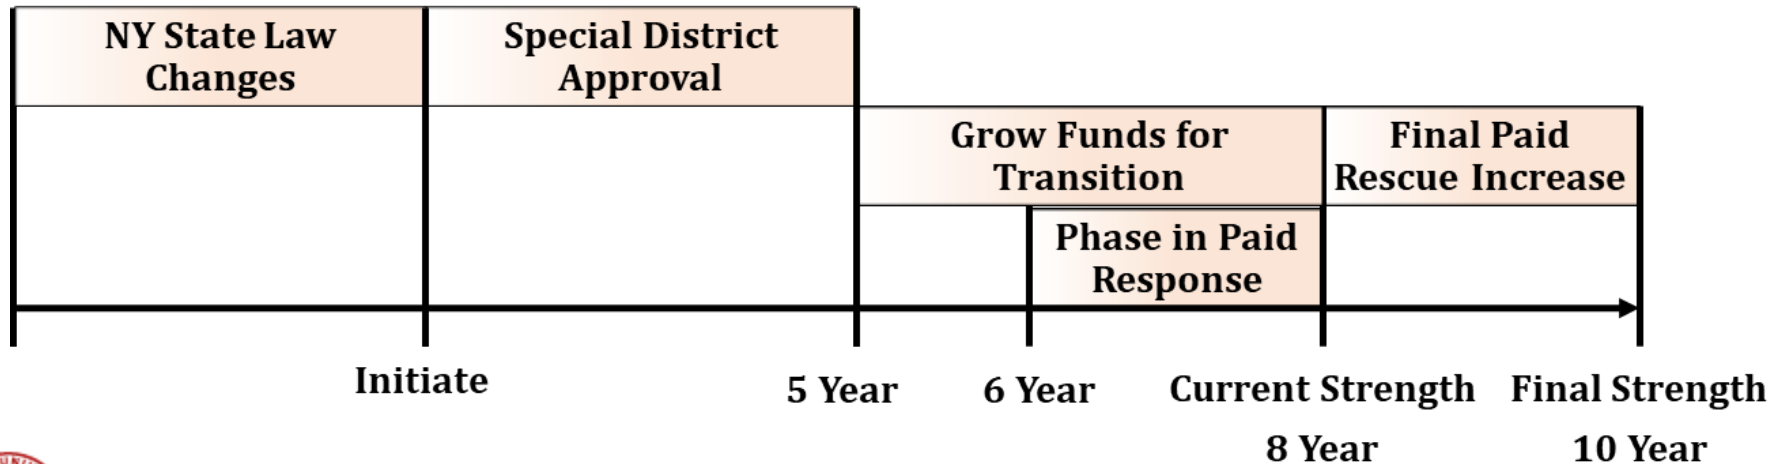 NY State Law
Changes
Special District
Approval
Grow Funds for
Transition
Final Paid
Rescue Increase
Phase in Paid
Response
Initiate
5 Year
6 Year
Current Strength
8 Year
Final Strength
10 Year